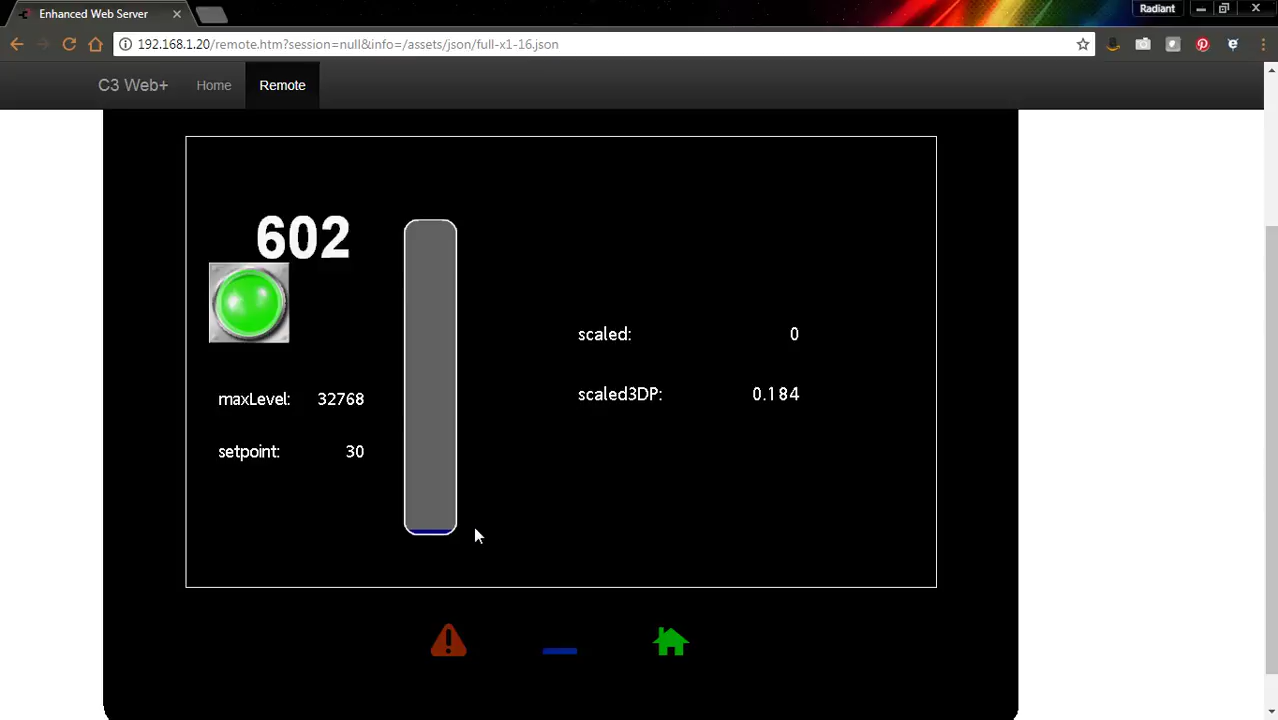 Enhanced Web Server
Radiant
192.168.1.20/remote.htm?session=null&info=/assets/json/full-x1-16.json
C3 Web+ Home Remote
602
scaled: 0
scaled3DP: 0.184
maxLevel: 32768
setpoint: 30